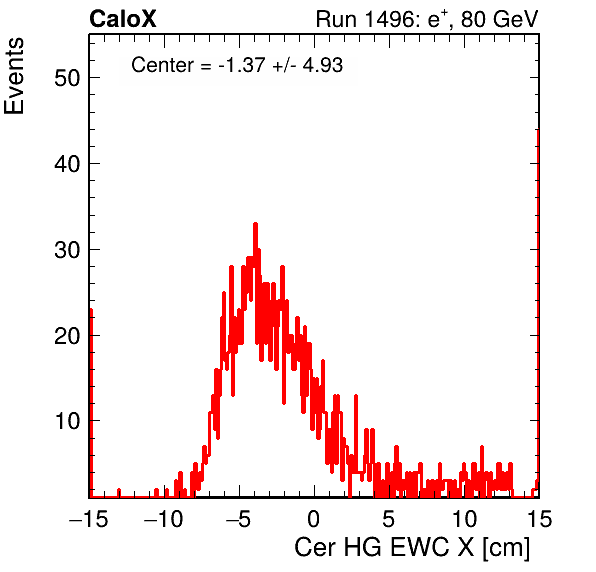 CaloX Run 1496: e⁺, 80 GeV
Center = -1.37 +/- 4.93
Events
50
40
30
20
10
−15 −10 −5 0 5 10 15
Cer HG EWC X [cm]